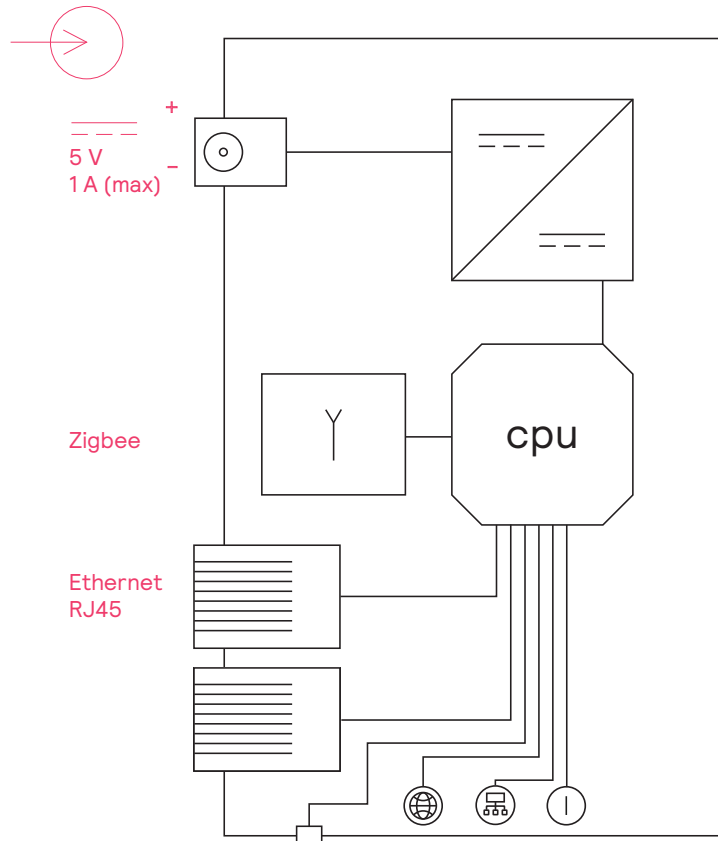 +
5 V
–
1 A (max)
Zigbee
cpu
Ethernet
RJ45